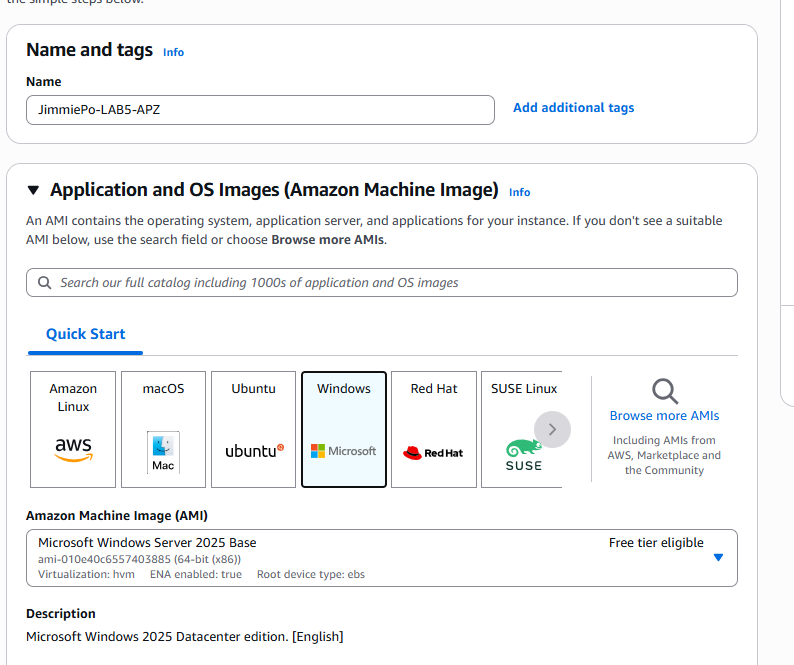 the simple steps below.
Name and tags Info
Name
JimmiePo-LAB5-APZ
Add additional tags
Application and OS Images (Amazon Machine Image) Info
An AMI contains the operating system, application server, and applications for your instance. If you don't see a suitable
AMI below, use the search field or choose Browse more AMIs.
Search our full catalog including 1000s of application and OS images
Quick Start
Amazon
Linux
aws
macOS
Mac
Ubuntu
ubuntu
Windows
Microsoft
Red Hat
Red Hat
SUSE Linux
SUSE
Browse more AMIs
Including AMIs from
AWS, Marketplace and
the Community
Amazon Machine Image (AMI)
Microsoft Windows Server 2025 Base
Free tier eligible
ami-010e40c6557403885 (64-bit (x86))
Virtualization: hvm ENA enabled: true Root device type: ebs
Description
Microsoft Windows 2025 Datacenter edition. [English]